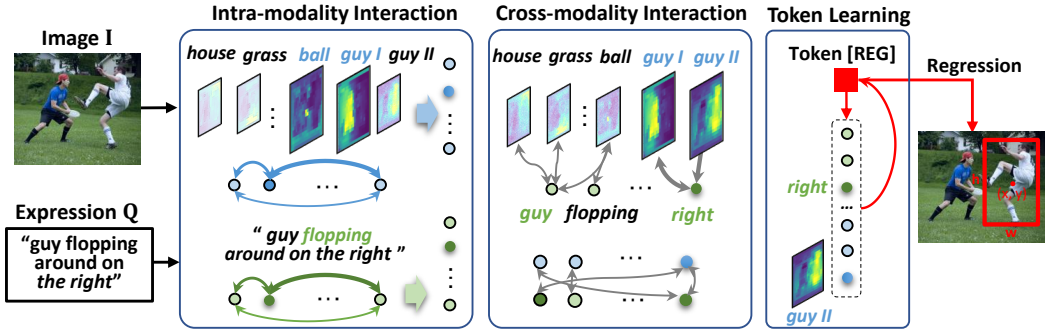 Image I
Expression Q
"guy flopping
around on
the right"
Intra-modality Interaction
house grass ball guy I guy II
" guy flopping
around on the right "
Cross-modality Interaction
house grass ball guy I guy II
guy flopping right
Token Learning
Token [REG]
right
guy II
Regression
h
(x, y)
w